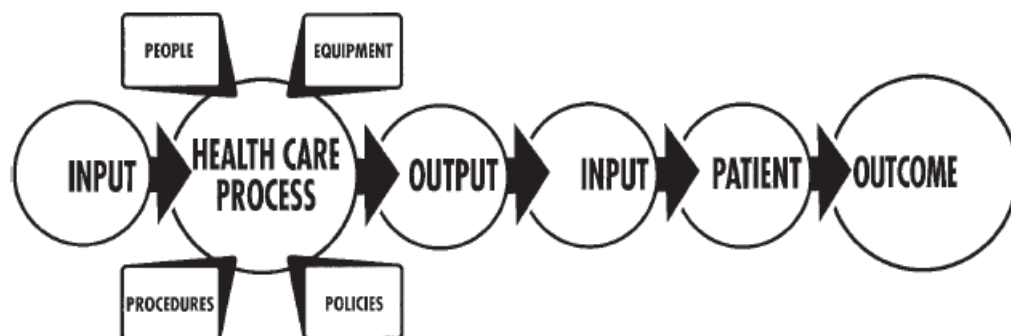 PEOPLE
EQUIPMENT
INPUT
HEALTH CARE
PROCESS
OUTPUT
INPUT
PATIENT
OUTCOME
PROCEDURES
POLICIES